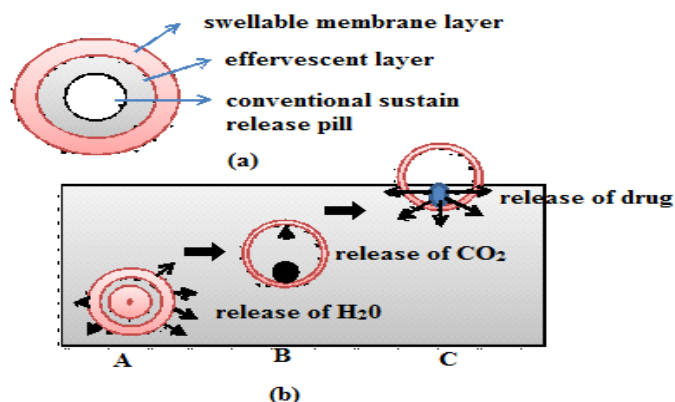 swellable membrane layer
effervescent layer
conventional sustain
release pill
(a)
release of drug
release of CO₂
release of H₂0
A
B
C
(b)